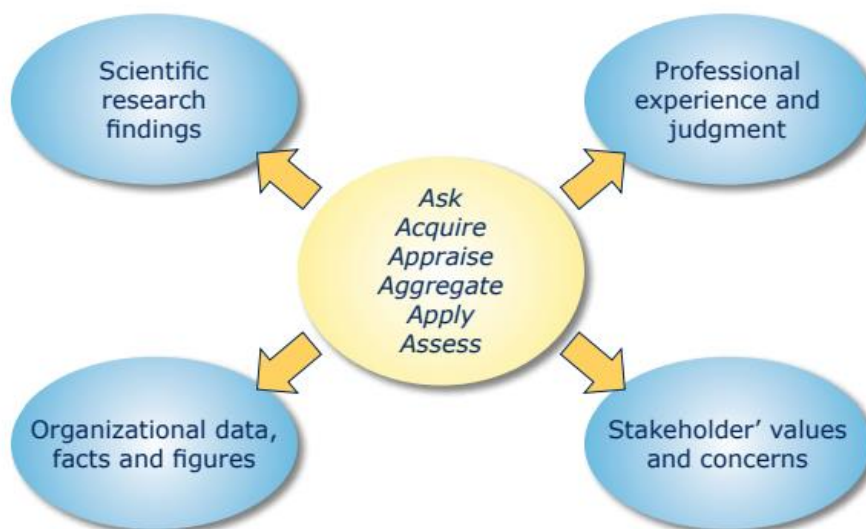 Scientific
research
findings
Professional
experience and
judgment
Ask
Acquire
Appraise
Aggregate
Apply
Assess
Organizational data,
facts and figures
Stakeholder’ values
and concerns